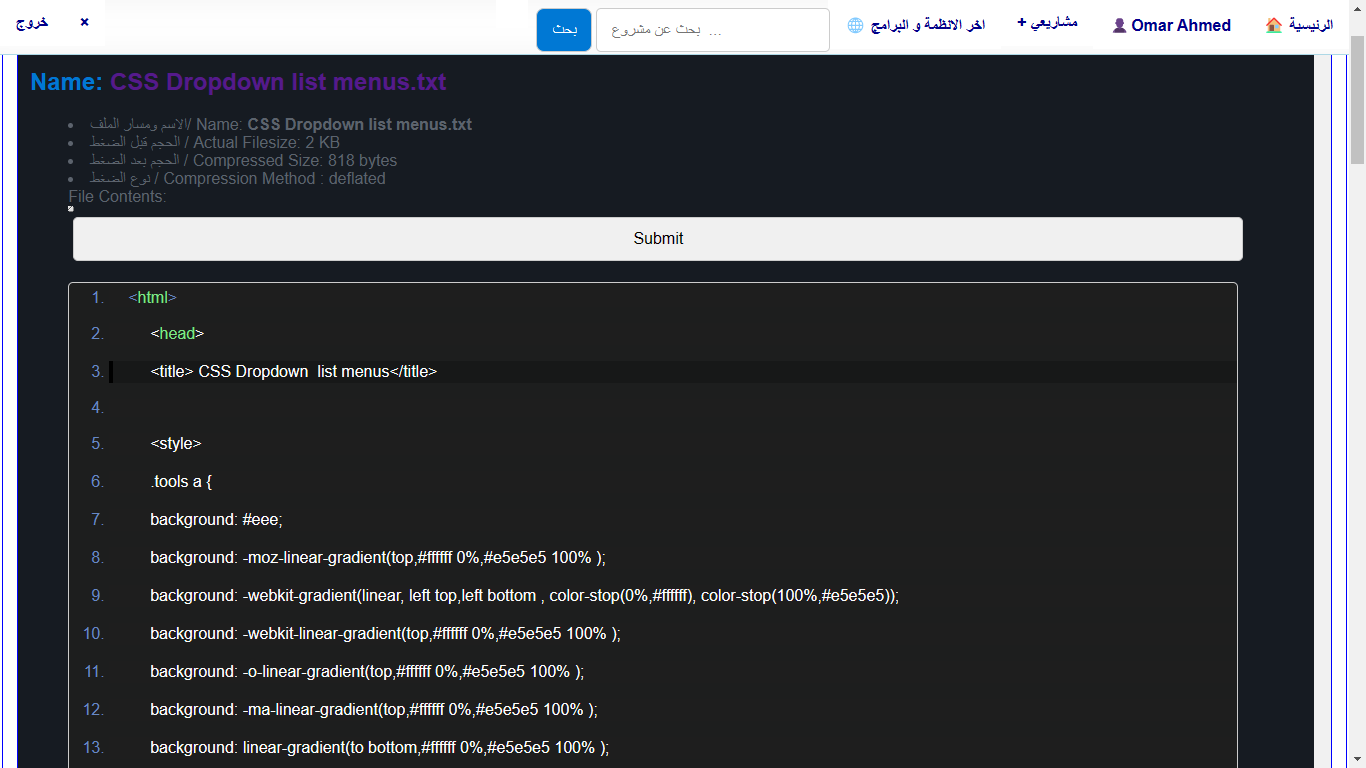 الرئيسية
Omar Ahmed
مشاريعي +
اخر الانظمة و البرامج
بحث عن مشروع ...
بحث
×
خروج
Name: CSS Dropdown list menus.txt
الاسم ومسار الملف/ Name: CSS Dropdown list menus.txt
الحجم قبل الضغط / Actual Filesize: 2 KB
الحجم بعد الضغط / Compressed Size: 818 bytes
نوع الضغط / Compression Method : deflated
File Contents:
Submit
1. <html>
2. <head>
3. <title> CSS Dropdown  list menus</title>
4.
5. <style>
6. .tools a {
7. background: #eee;
8. background: -moz-linear-gradient(top,#ffffff 0%,#e5e5e5 100% );
9. background: -webkit-gradient(linear, left top,left bottom , color-stop(0%,#ffffff), color-stop(100%,#e5e5e5));
10. background: -webkit-linear-gradient(top,#ffffff 0%,#e5e5e5 100% );
11. background: -o-linear-gradient(top,#ffffff 0%,#e5e5e5 100% );
12. background: -ma-linear-gradient(top,#ffffff 0%,#e5e5e5 100% );
13. background: linear-gradient(to bottom,#ffffff 0%,#e5e5e5 100% );